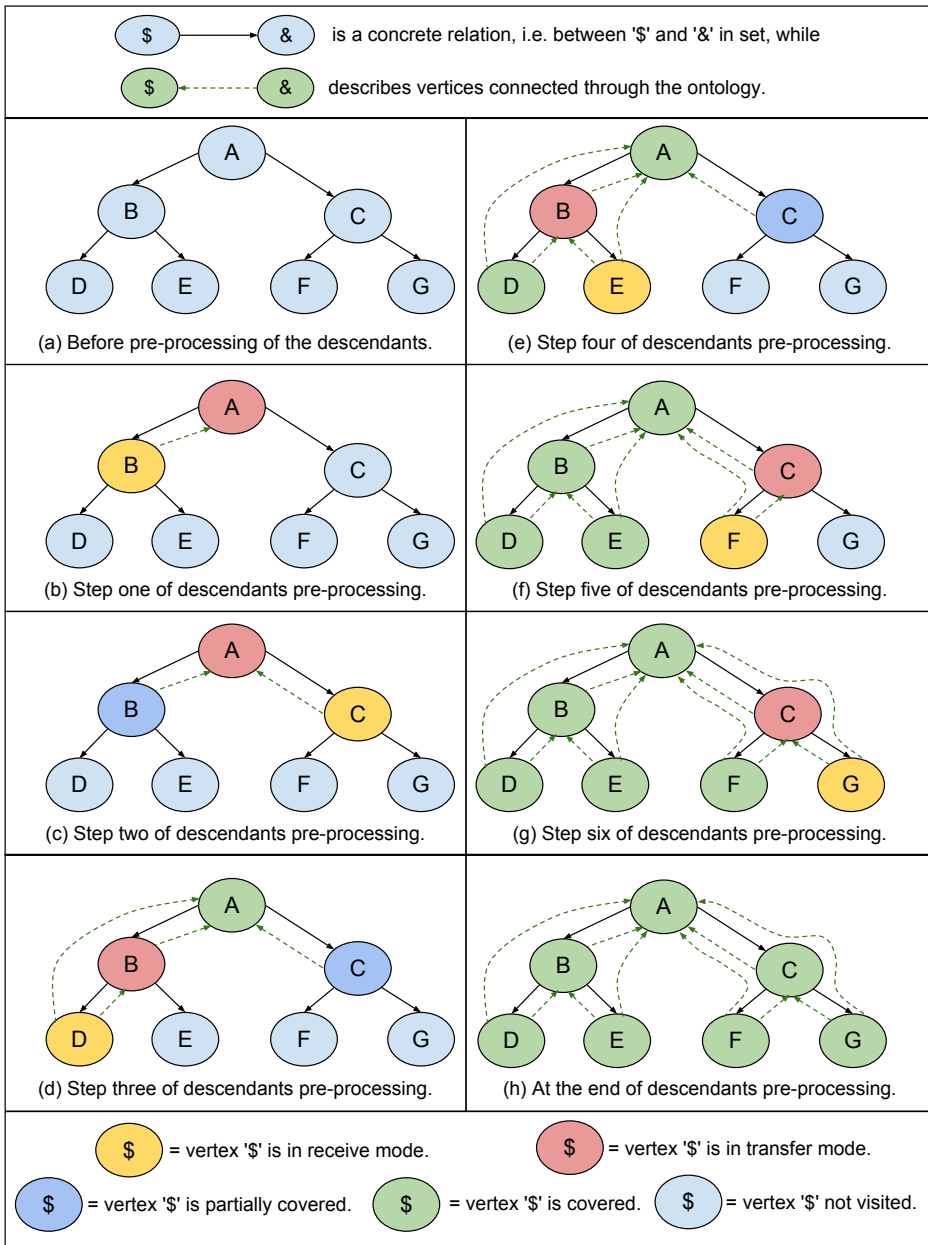 $ & is a concrete relation, i.e. between '$' and '&' in set, while
$ & describes vertices connected through the ontology.
A
B C
D E F G
(a) Before pre-processing of the descendants.
A
B C
D E F G
(e) Step four of descendants pre-processing.
A
B C
D E F G
(b) Step one of descendants pre-processing.
A
B C
D E F G
(f) Step five of descendants pre-processing.
A
B C
D E F G
(c) Step two of descendants pre-processing.
A
B C
D E F G
(g) Step six of descendants pre-processing.
A
B C
D E F G
(d) Step three of descendants pre-processing.
A
B C
D E F G
(h) At the end of descendants pre-processing.
$ = vertex '$' is in receive mode. $ = vertex '$' is in transfer mode.
$ = vertex '$' is partially covered. $ = vertex '$' is covered. $ = vertex '$' not visited.